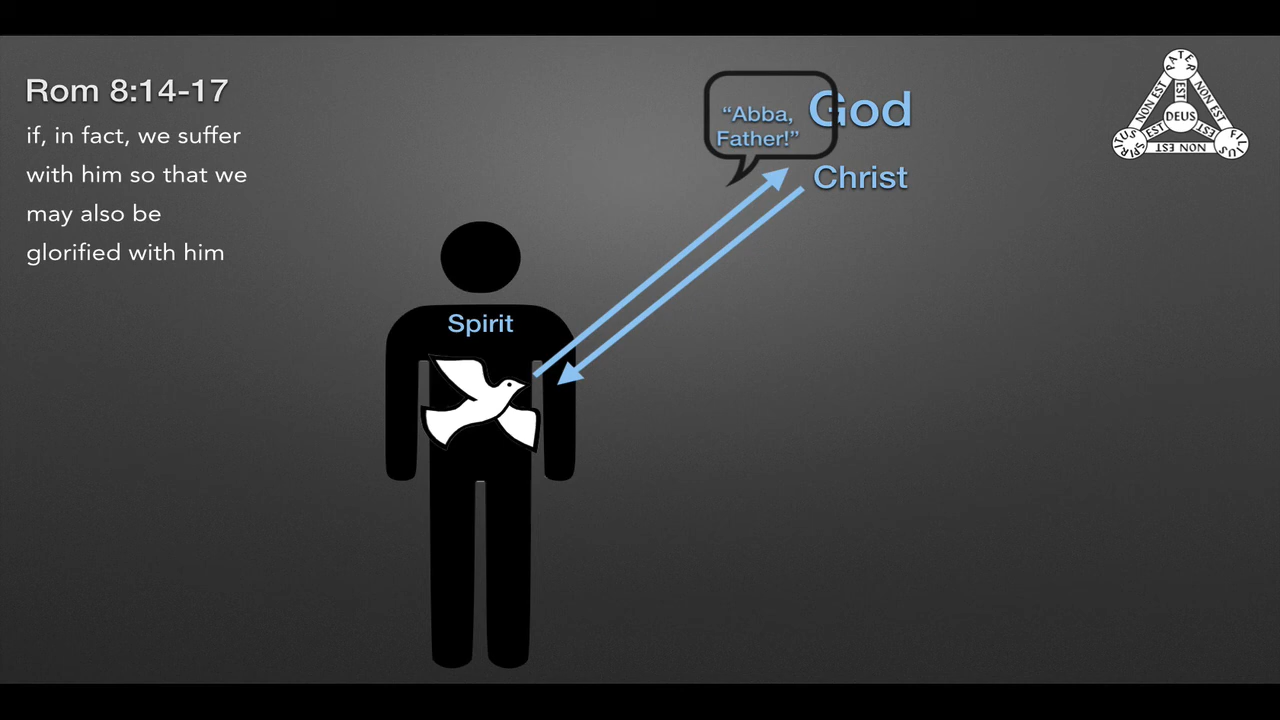 Rom 8:14-17
if, in fact, we suffer
with him so that we
may also be
glorified with him
“Abba,
Father!”
God
Christ
Spirit
PATER
NON EST
NON EST
EST
DEUS
EST
EST
SPIRITUS
FILIUS
NON EST